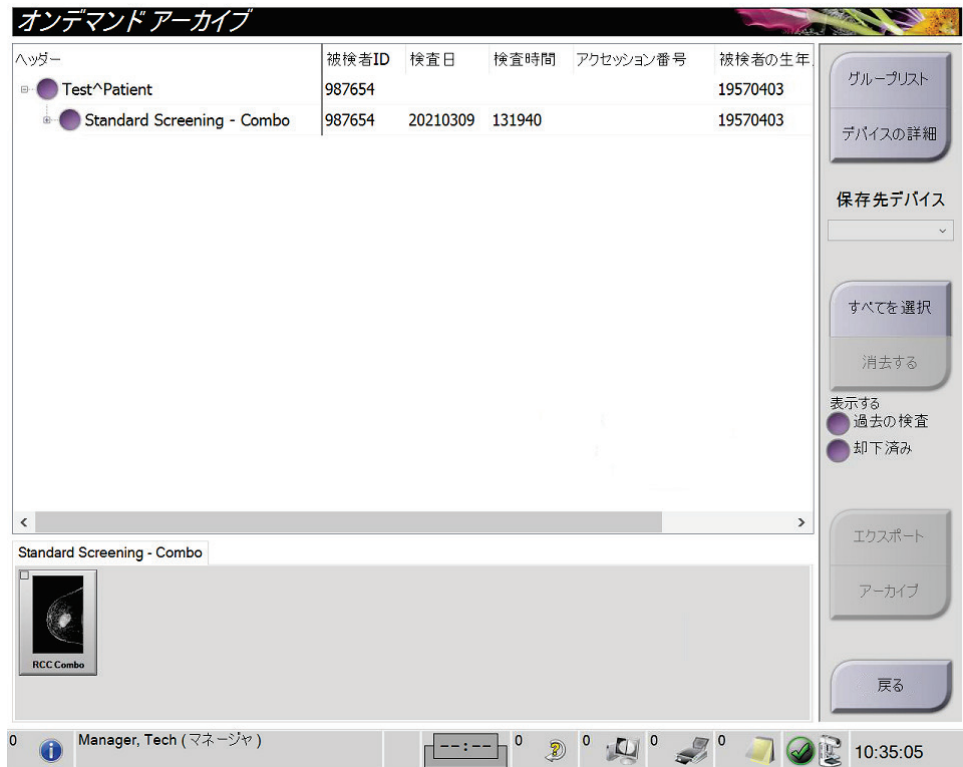 オンデマンド アーカイブ
ヘッダー 被検者ID 検査日 検査時間 アクセッション番号 被検者の生年
Test^Patient 987654 19570403
Standard Screening - Combo 987654 20210309 131940 19570403
グループリスト
デバイスの詳細
保存先デバイス
すべてを選択
消去する
表示する
過去の検査
却下済み
エクスポート
アーカイブ
戻る
Standard Screening - Combo
RCC Combo
0 Manager, Tech ( マネージャ ) --:-- 0 0 0 0 10:35:05